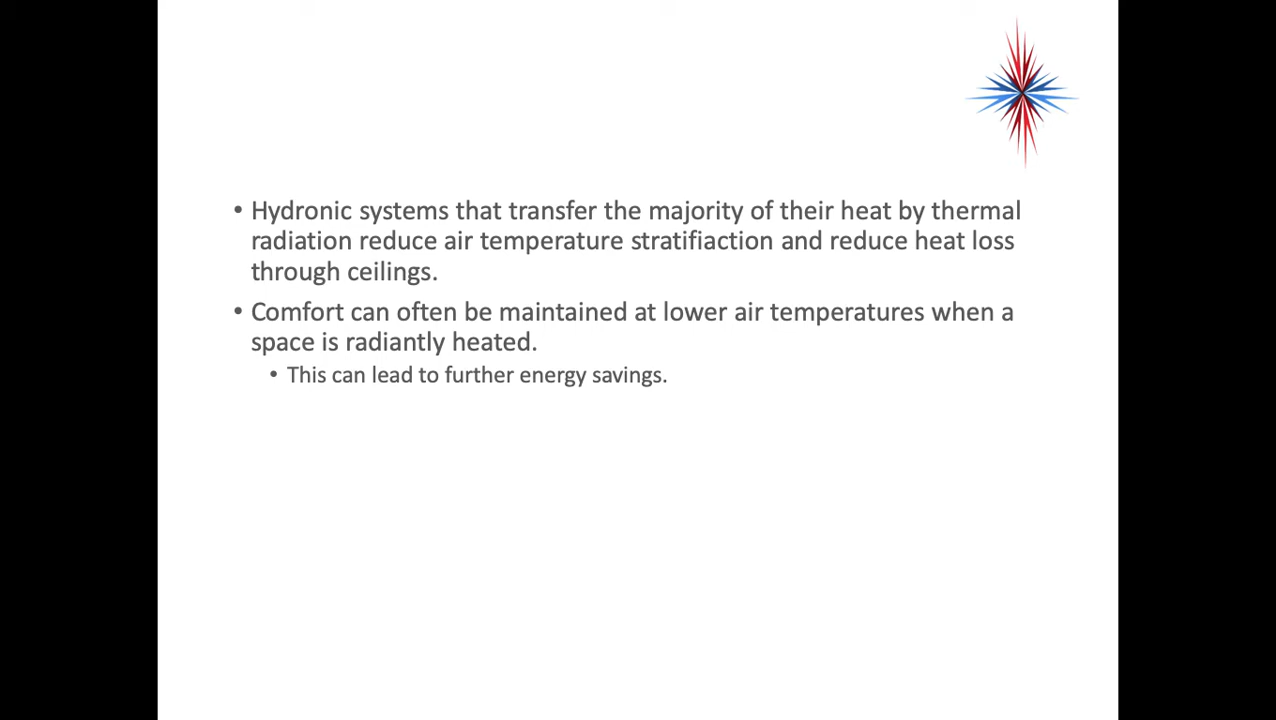 • Hydronic systems that transfer the majority of their heat by thermal
radiation reduce air temperature stratifiaction and reduce heat loss
through ceilings.
• Comfort can often be maintained at lower air temperatures when a
space is radiantly heated.
• This can lead to further energy savings.